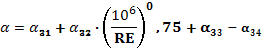 α = α₃₁ + α₃₂ · (10⁶/RE)⁰ , 75 + α₃₃ − α₃₄